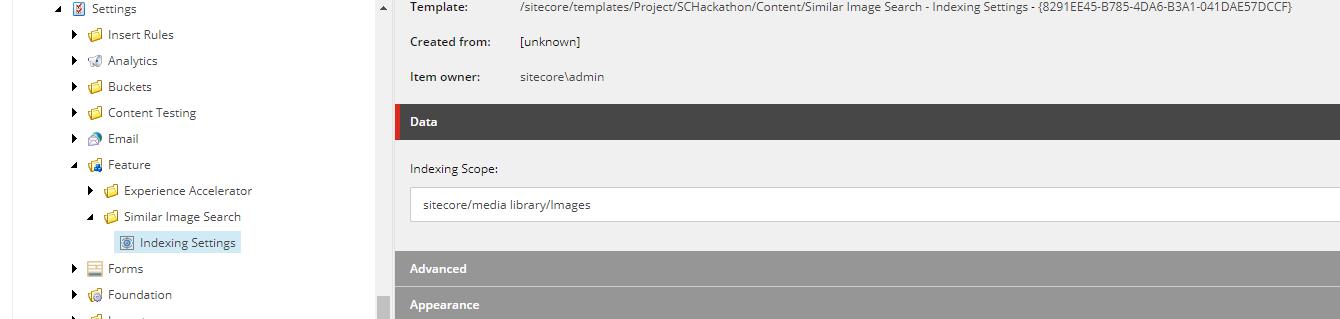 Settings
Insert Rules
Analytics
Buckets
Content Testing
Email
Feature
Experience Accelerator
Similar Image Search
Indexing Settings
Forms
Foundation
Template: /sitecore/templates/Project/SCHackathon/Content/Similar Image Search - Indexing Settings - {8291EE45-B785-4DA6-B3A1-041DAE57DCCF}
Created from: [unknown]
Item owner: sitecore\admin
Data
Indexing Scope:
sitecore/media library/Images
Advanced
Appearance